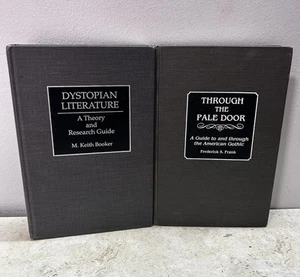 DYSTOPIAN
LITERATURE
A Theory
and
Research Guide
M. Keith Booker
THROUGH
THE
PALE DOOR
A Guide to and through
the American Gothic
Frederick S. Frank